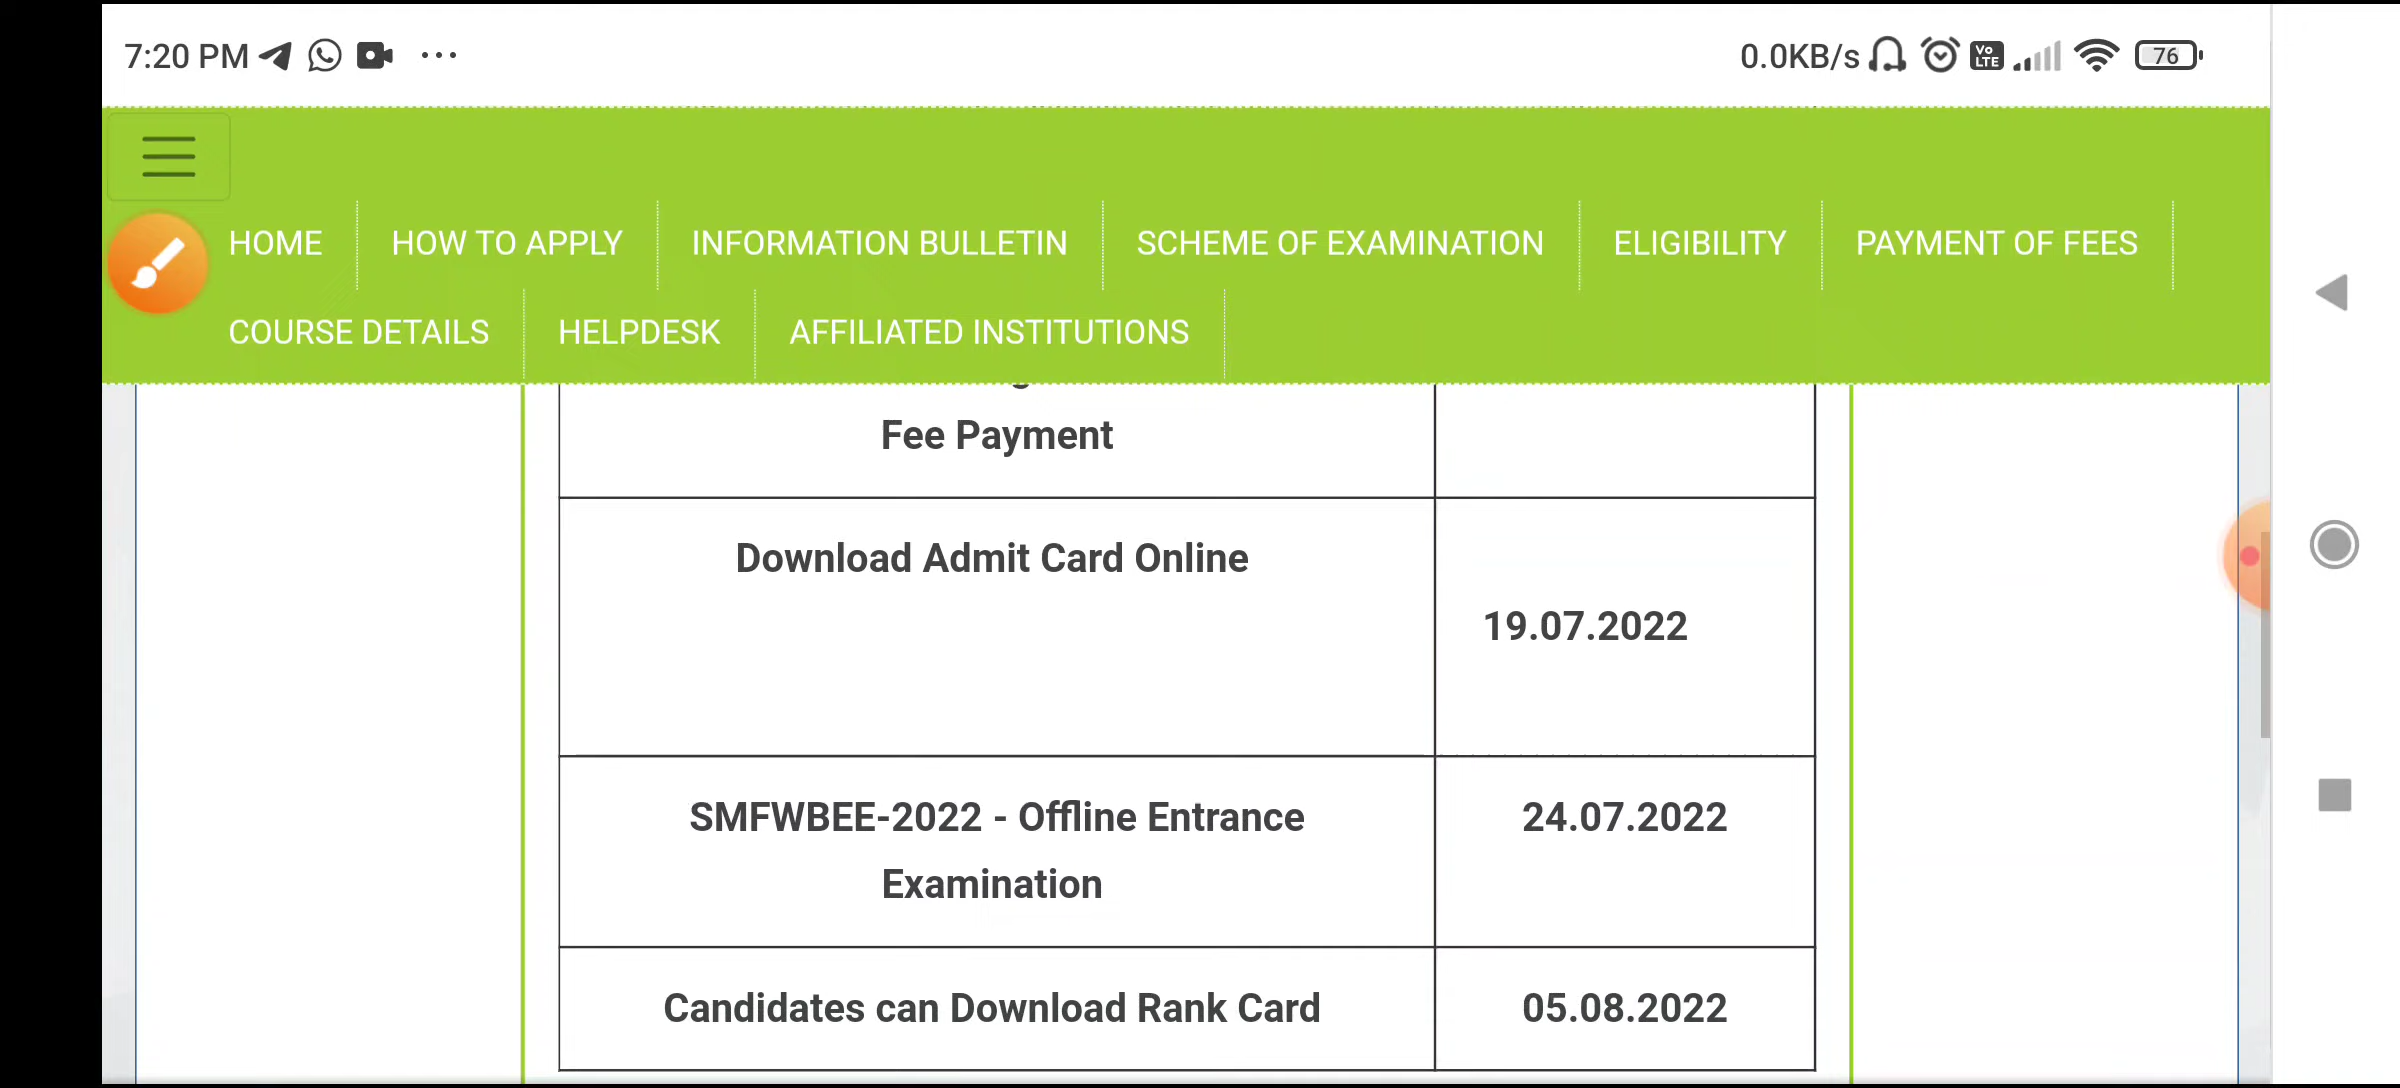 7:20 PM ... 0.0KB/s Vo LTE 76
HOME HOW TO APPLY INFORMATION BULLETIN SCHEME OF EXAMINATION ELIGIBILITY PAYMENT OF FEES
COURSE DETAILS HELPDESK AFFILIATED INSTITUTIONS
Fee Payment
Download Admit Card Online
19.07.2022
SMFWBEE-2022 - Offline Entrance 24.07.2022
Examination
Candidates can Download Rank Card 05.08.2022